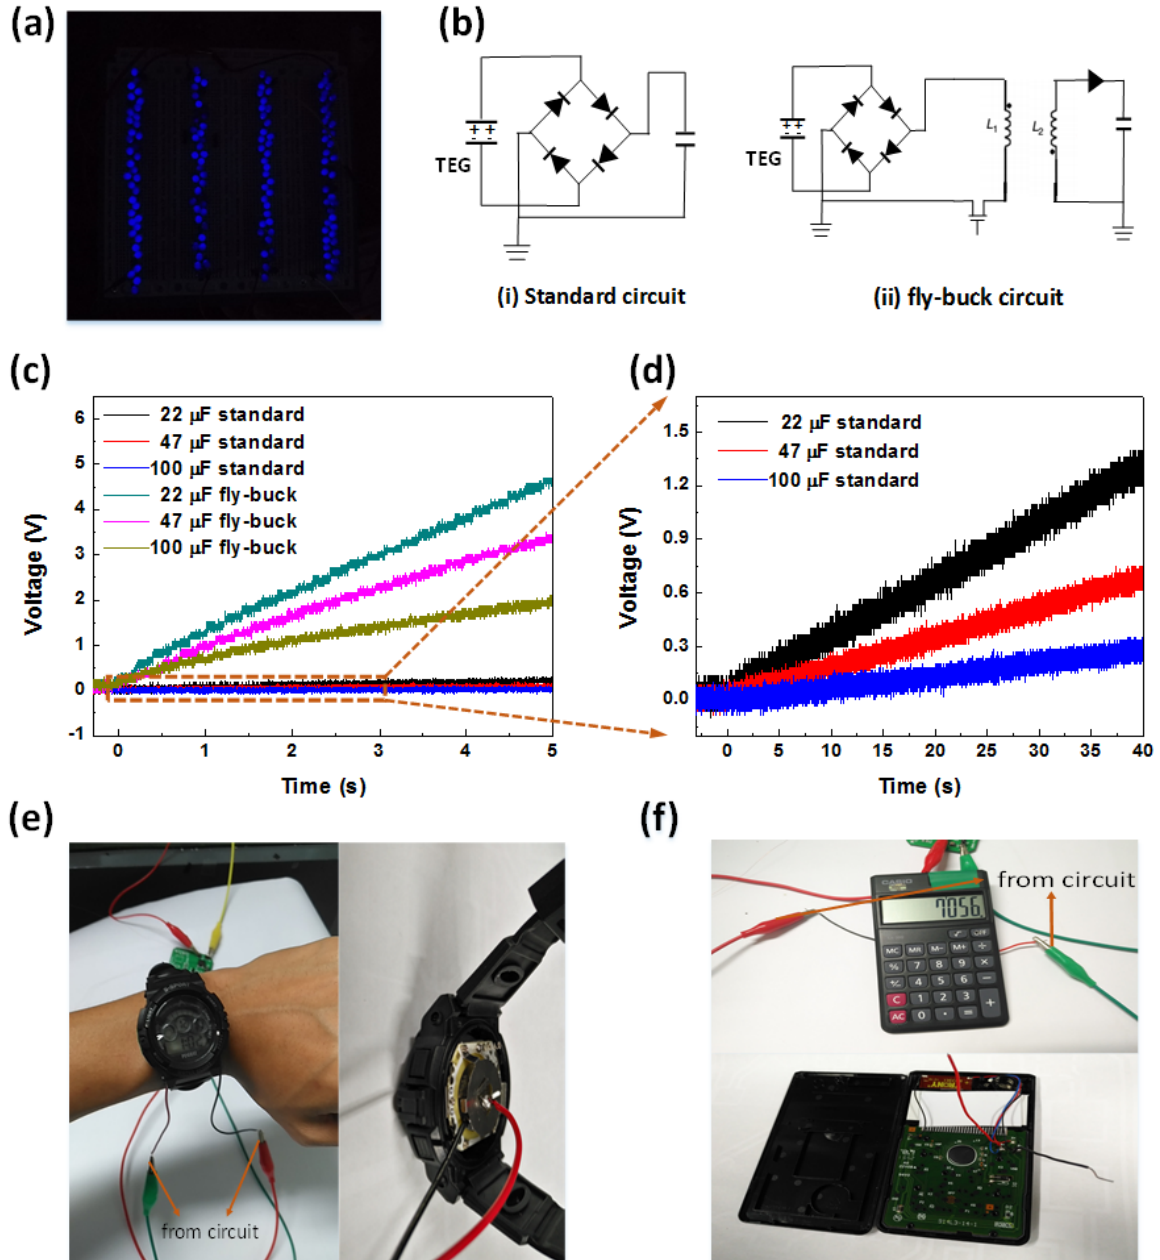 (a)
(b)
TEG
+ +
- -
(i) Standard circuit
TEG
+ +
- -
L1
L2
(ii) fly-buck circuit
(c)
22 μF standard
47 μF standard
100 μF standard
22 μF fly-buck
47 μF fly-buck
100 μF fly-buck
Voltage (V)
6
5
4
3
2
1
0
-1
0 1 2 3 4 5
Time (s)
(d)
22 μF standard
47 μF standard
100 μF standard
Voltage (V)
1.5
1.2
0.9
0.6
0.3
0.0
0 5 10 15 20 25 30 35 40
Time (s)
(e)
from circuit
(f)
from circuit
CASIO
7056
√ OFF
MC MR M- M+ ÷
% 7 8 9 ×
+/- 4 5 6 −
C 1 2 3 +
AC 0 · =